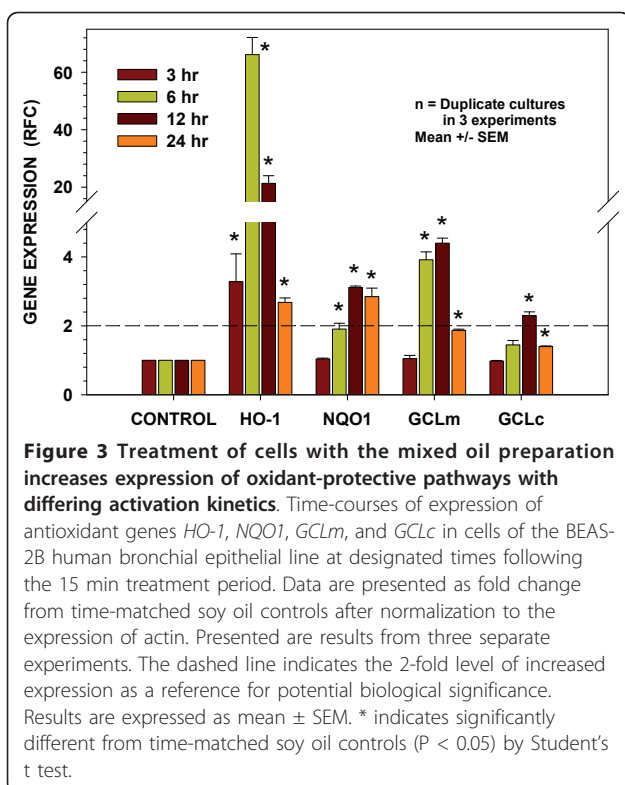 GENE EXPRESSION (RFC)
60
40
20
4
2
0
3 hr
6 hr
12 hr
24 hr
n = Duplicate cultures
in 3 experiments
Mean +/- SEM
* * * * * * * * * * * *
CONTROL HO-1 NQO1 GCLm GCLc
Figure 3 Treatment of cells with the mixed oil preparation
increases expression of oxidant-protective pathways with
differing activation kinetics. Time-courses of expression of
antioxidant genes HO-1, NQO1, GCLm, and GCLc in cells of the BEAS-
2B human bronchial epithelial line at designated times following
the 15 min treatment period. Data are presented as fold change
from time-matched soy oil controls after normalization to the
expression of actin. Presented are results from three separate
experiments. The dashed line indicates the 2-fold level of increased
expression as a reference for potential biological significance.
Results are expressed as mean ± SEM. * indicates significantly
different from time-matched soy oil controls (P < 0.05) by Student's
t test.